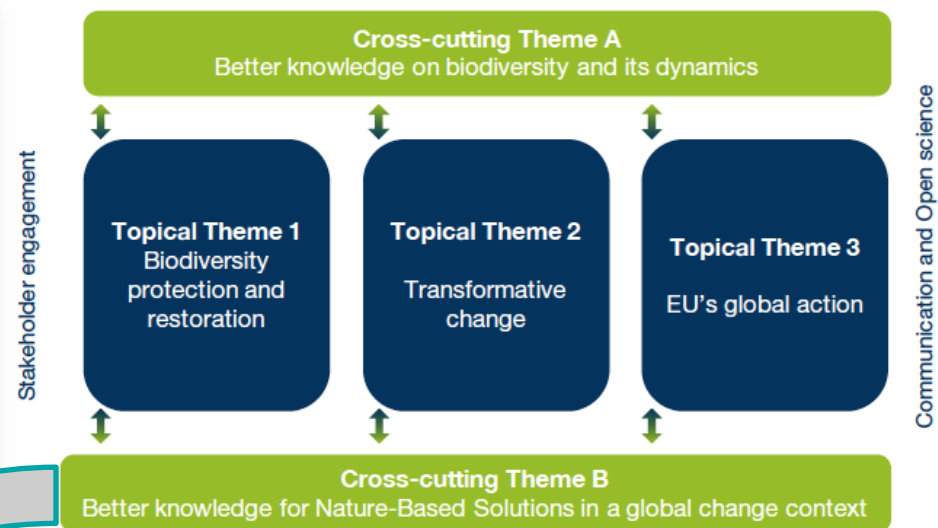 Cross-cutting Theme A
Better knowledge on biodiversity and its dynamics
Stakeholder engagement
Topical Theme 1
Biodiversity
protection and
restoration
Topical Theme 2
Transformative
change
Topical Theme 3
EU's global action
Communication and Open science
Cross-cutting Theme B
Better knowledge for Nature-Based Solutions in a global change context